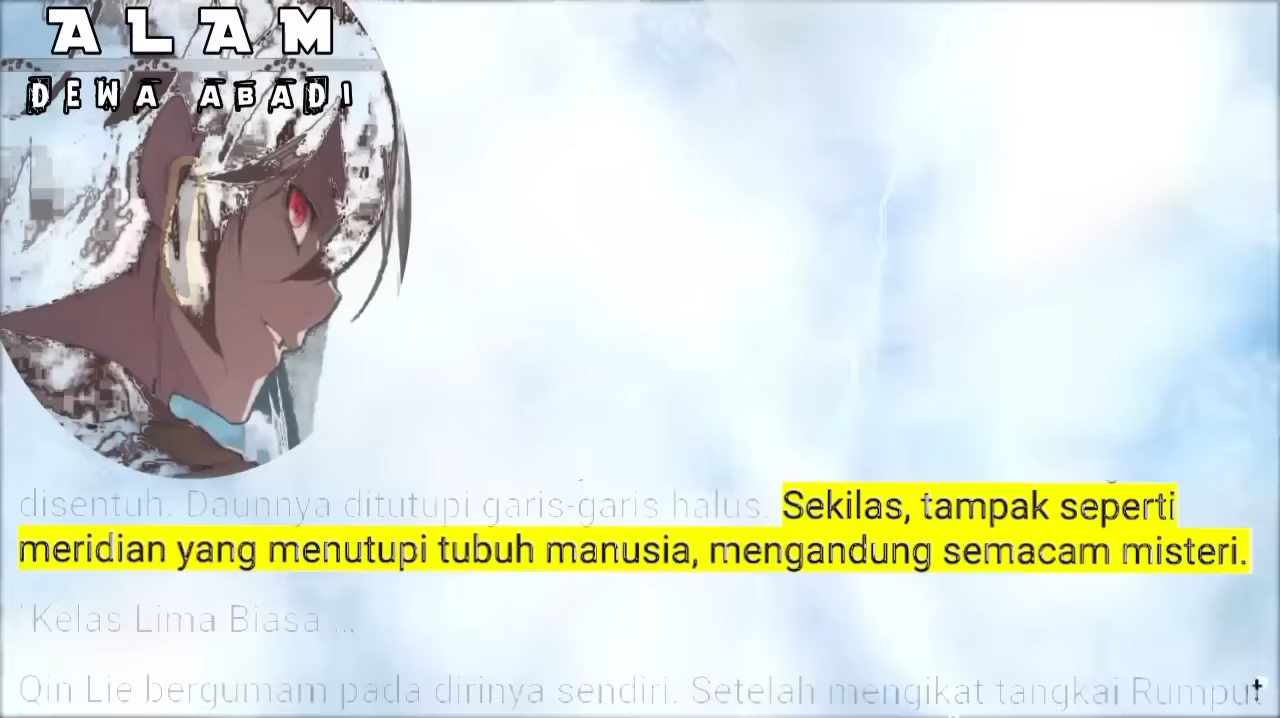 ALAM
DEWA ABADI
disentuh. Daunnya ditutupi garis-garis halus. Sekilas, tampak seperti
meridian yang menutupi tubuh manusia, mengandung semacam misteri.
'Kelas Lima Biasa ...
Qin Lie bergumam pada dirinya sendiri. Setelah mengikat tangkai Rumput